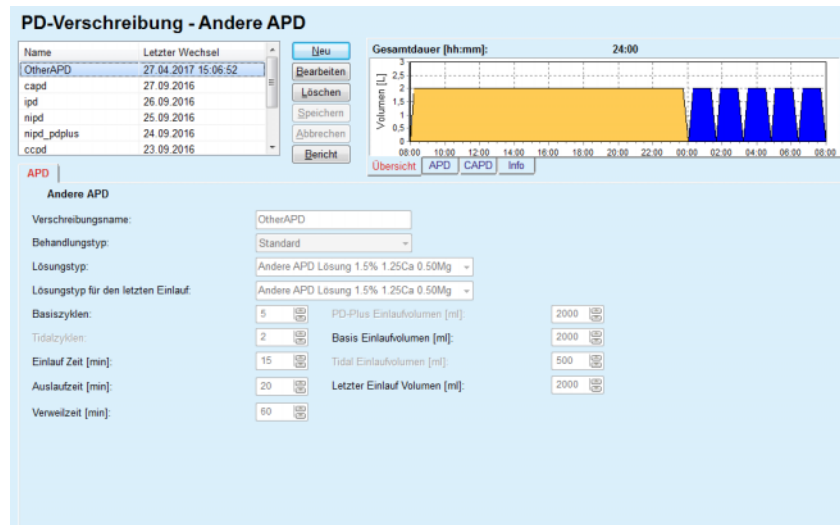 PD-Verschreibung - Andere APD
Name Letzter Wechsel
OtherAPD 27.04.2017 15:06:52
capd 27.09.2016
ipd 26.09.2016
nipd 25.09.2016
nipd_pdplus 24.09.2016
ccpd 23.09.2016
Neu
Bearbeiten
Löschen
Speichern
Abbrechen
Bericht
Gesamtdauer [hh:mm]: 24:00
Volumen [L]
3
2,5
2
1,5
1
0,5
0
08:00 10:00 12:00 14:00 16:00 18:00 20:00 22:00 00:00 02:00 04:00 06:00 08:00
Übersicht APD CAPD Info
APD
Andere APD
Verschreibungsname: OtherAPD
Behandlungstyp: Standard
Lösungstyp: Andere APD Lösung 1.5% 1.25Ca 0.50Mg
Lösungstyp für den letzten Einlauf: Andere APD Lösung 1.5% 1.25Ca 0.50Mg
Basiszyklen: 5 PD-Plus Einlaufvolumen [ml]: 2000
Tidalzyklen: 2 Basis Einlaufvolumen [ml]: 2000
Einlauf Zeit [min]: 15 Tidal Einlaufvolumen [ml]: 500
Auslaufzeit [min]: 20 Letzter Einlauf Volumen [ml]: 2000
Verweilzeit [min]: 60